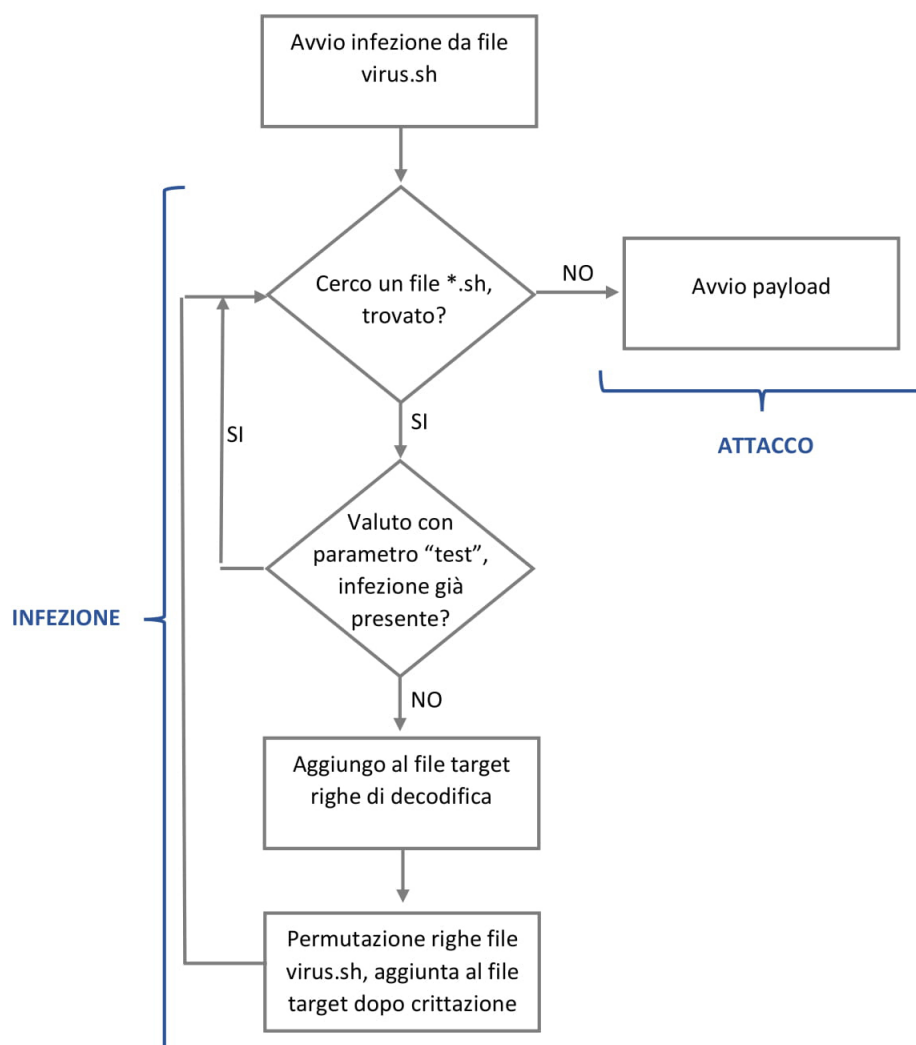 Avvio infezione da file
virus.sh
Cerco un file *.sh,
trovato?
NO
Avvio payload
SI
SI
ATTACCO
Valuto con
parametro “test”,
infezione già
presente?
INFEZIONE
NO
Aggiungo al file target
righe di decodifica
Permutazione righe file
virus.sh, aggiunta al file
target dopo crittazione